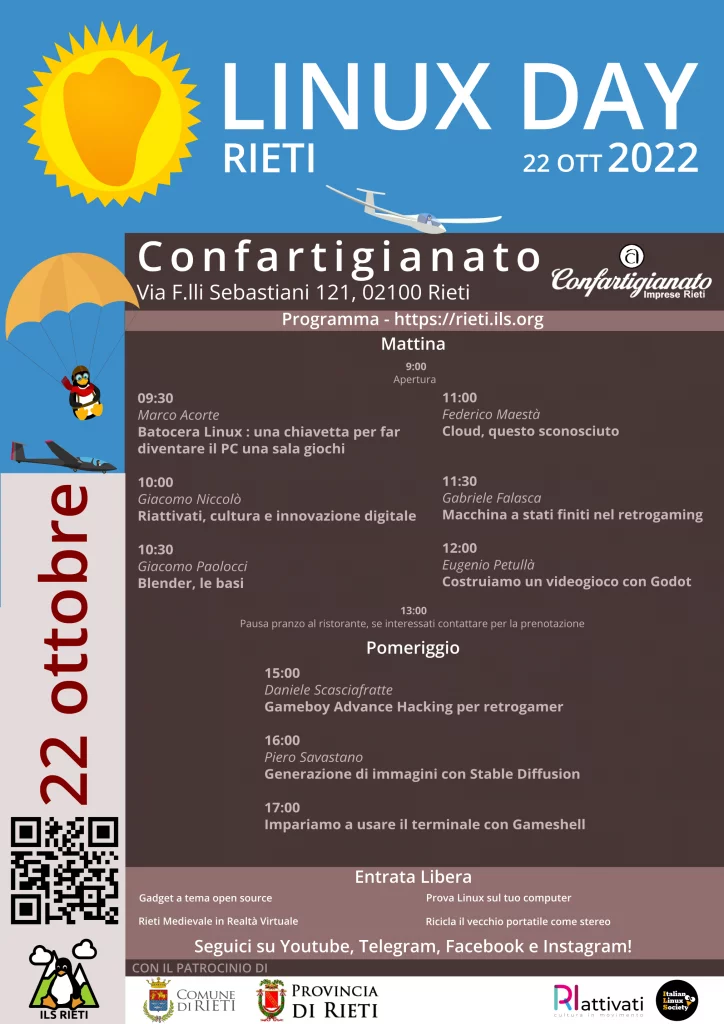 LINUX DAY
RIETI
22 OTT 2022
Confartigianato
Via F.lli Sebastiani 121, 02100 Rieti
Confartigianato
Imprese Rieti
Programma - https://rieti.ils.org
Mattina
9:00
Apertura
09:30
Marco Acorte
Batocera Linux : una chiavetta per far
diventare il PC una sala giochi
10:00
Giacomo Niccolò
Riattivati, cultura e innovazione digitale
10:30
Giacomo Paolocci
Blender, le basi
11:00
Federico Maestà
Cloud, questo sconosciuto
11:30
Gabriele Falasca
Macchina a stati finiti nel retrogaming
12:00
Eugenio Petullà
Costruiamo un videogioco con Godot
13:00
Pausa pranzo al ristorante, se interessati contattare per la prenotazione
Pomeriggio
15:00
Daniele Scasciafratte
Gameboy Advance Hacking per retrogamer
16:00
Piero Savastano
Generazione di immagini con Stable Diffusion
17:00
Impariamo a usare il terminale con Gameshell
22 ottobre
Entrata Libera
Gadget a tema open source
Prova Linux sul tuo computer
Rieti Medievale in Realtà Virtuale
Ricicla il vecchio portatile come stereo
Seguici su Youtube, Telegram, Facebook e Instagram!
CON IL PATROCINIO DI
ILS RIETI
COMUNE
DI RIETI
PROVINCIA
DI RIETI
RIattivati
cultura in movimento
Italian
Linux
Society